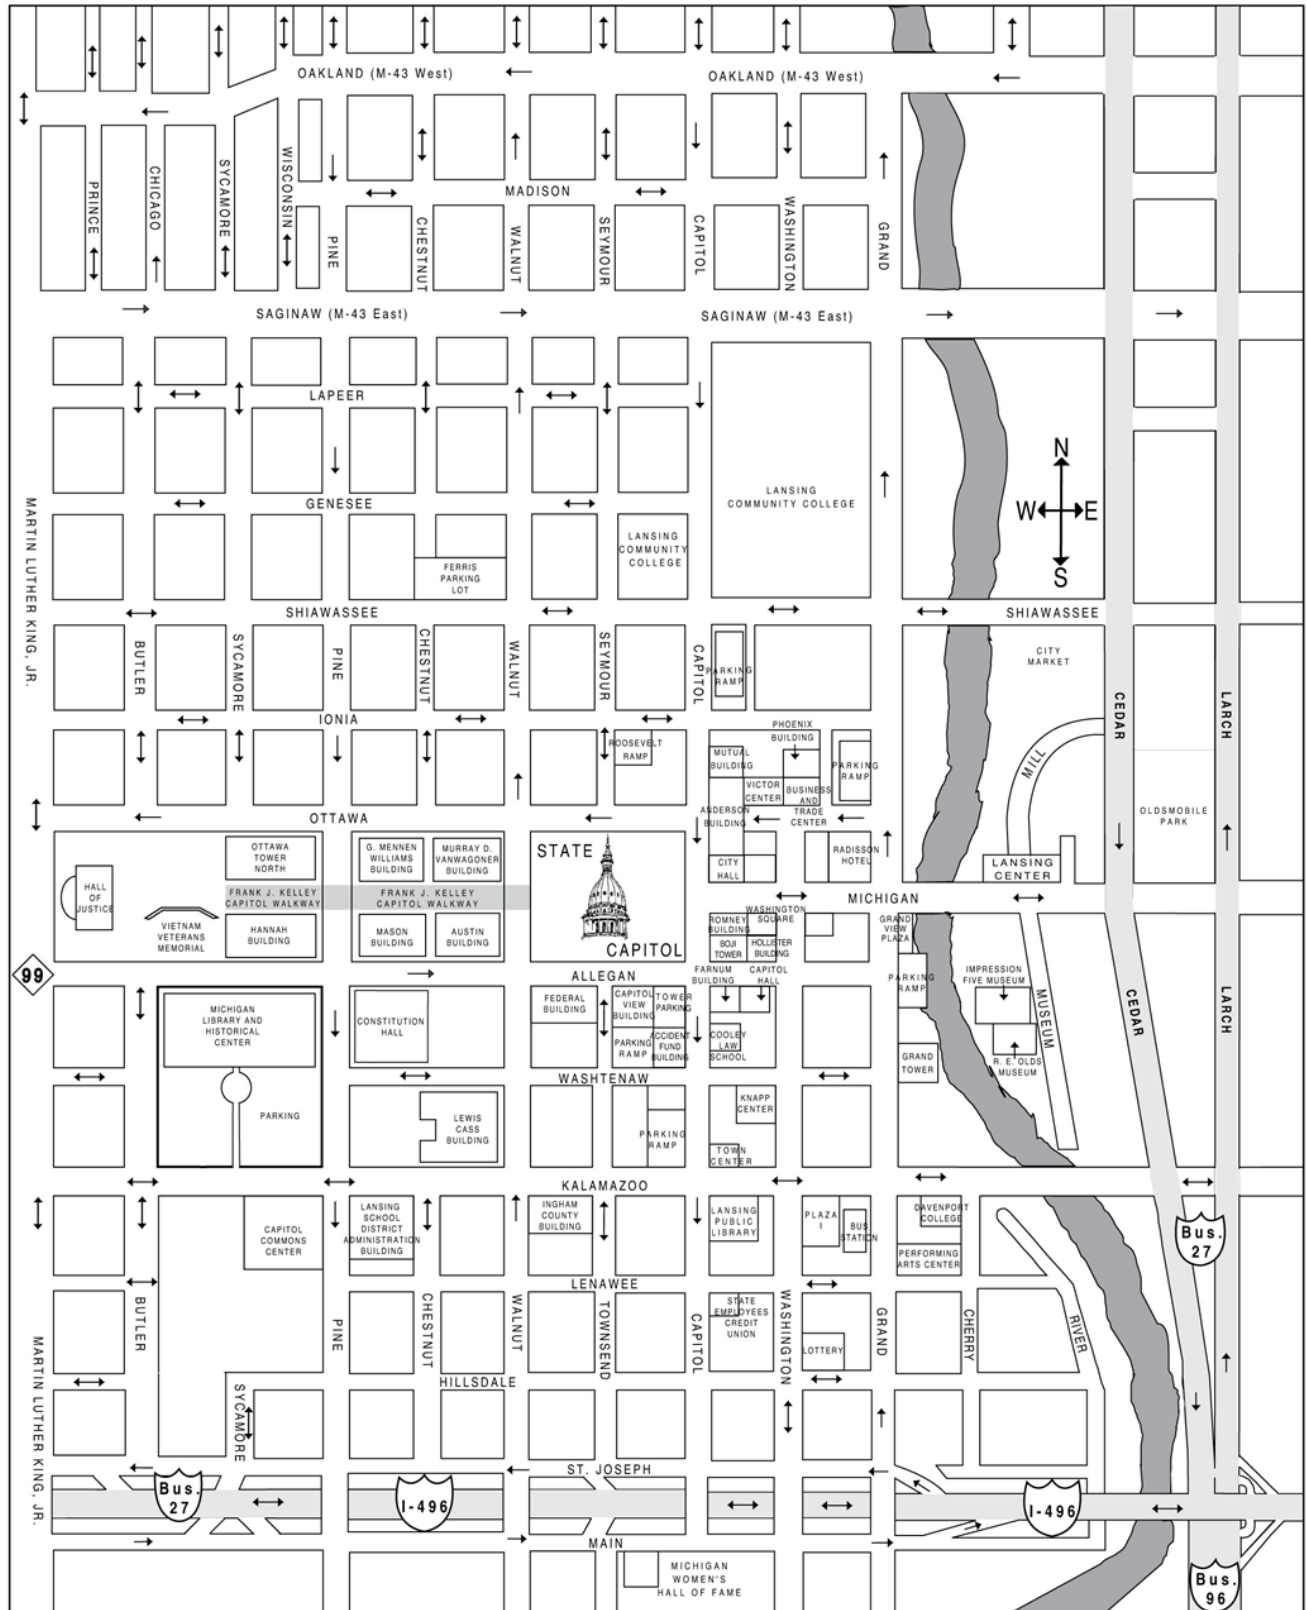 OAKLAND (M-43 West)
OAKLAND (M-43 West)
PRINCE
CHICAGO
SYCAMORE
WISCONSIN
PINE
MADISON
CHESTNUT
WALNUT
SEYMOUR
CAPITOL
WASHINGTON
GRAND
SAGINAW (M-43 East)
SAGINAW (M-43 East)
LAPEER
N
W E
S
LANSING
COMMUNITY COLLEGE
MARTIN LUTHER KING, JR.
GENESEE
LANSING
COMMUNITY
COLLEGE
FERRIS
PARKING
LOT
SHIAWASSEE
SHIAWASSEE
BUTLER
SYCAMORE
PINE
CHESTNUT
WALNUT
SEYMOUR
CAPITOL
PARKING
RAMP
CITY
MARKET
CEDAR
LARCH
IONIA
ROOSEVELT
RAMP
PHOENIX
BUILDING
MUTUAL
BUILDING
PARKING
RAMP
VICTOR
CENTER
BUSINESS
AND
TRADE
CENTER
ANDERSON
BUILDING
MILL
OLDSMOBILE
PARK
OTTAWA
HALL
OF
JUSTICE
OTTAWA
TOWER
NORTH
G. MENNEN
WILLIAMS
BUILDING
MURRAY D.
VANWAGONER
BUILDING
STATE
CAPITOL
CITY
HALL
RADISSON
HOTEL
LANSING
CENTER
FRANK J. KELLEY
CAPITOL WALKWAY
FRANK J. KELLEY
CAPITOL WALKWAY
MICHIGAN
VIETNAM
VETERANS
MEMORIAL
HANNAH
BUILDING
MASON
BUILDING
AUSTIN
BUILDING
WASHINGTON
SQUARE
ROMNEY
BUILDING
BOJI
TOWER
HOLLISTER
BUILDING
GRAND
VIEW
PLAZA
99
ALLEGAN
FARNUM
BUILDING
CAPITOL
HALL
PARKING
RAMP
IMPRESSION
FIVE MUSEUM
MUSEUM
CEDAR
LARCH
MICHIGAN
LIBRARY AND
HISTORICAL
CENTER
CONSTITUTION
HALL
FEDERAL
BUILDING
CAPITOL
VIEW
BUILDING
TOWER
PARKING
PARKING
RAMP
ACCIDENT
FUND
BUILDING
COOLEY
LAW
SCHOOL
GRAND
TOWER
R. E. OLDS
MUSEUM
WASHTENAW
PARKING
LEWIS
CASS
BUILDING
PARKING
RAMP
KNAPP
CENTER
TOWN
CENTER
KALAMAZOO
CAPITOL
COMMONS
CENTER
LANSING
SCHOOL
DISTRICT
ADMINISTRATION
BUILDING
INGHAM
COUNTY
BUILDING
LANSING
PUBLIC
LIBRARY
PLAZA
I
BUS
STATION
DAVENPORT
COLLEGE
PERFORMING
ARTS CENTER
Bus.
27
LENAWEE
BUTLER
PINE
CHESTNUT
WALNUT
TOWNSEND
CAPITOL
STATE
EMPLOYEES
CREDIT
UNION
WASHINGTON
LOTTERY
GRAND
CHERRY
RIVER
MARTIN LUTHER KING, JR.
HILLSDALE
SYCAMORE
ST. JOSEPH
Bus.
27
I-496
I-496
MAIN
MICHIGAN
WOMEN'S
HALL OF FAME
Bus.
96